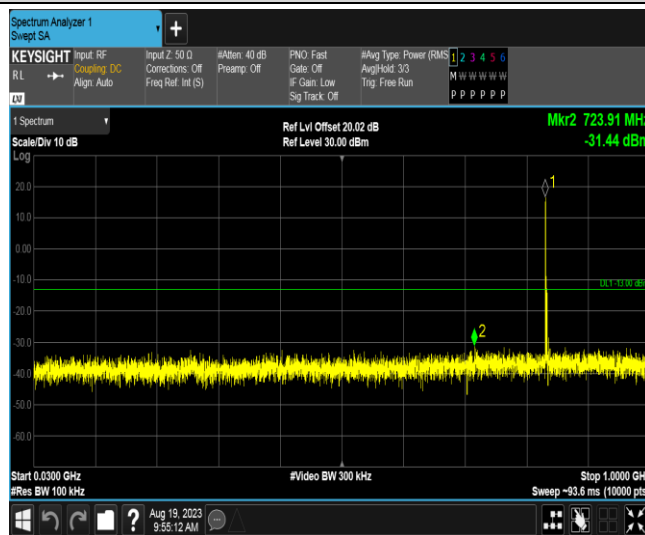 Spectrum Analyzer 1
Swept SA
KEYSIGHT
RL
LXI
Input: RF
Coupling: DC
Align: Auto
Input Z: 50 Ω
Corrections: Off
Freq Ref: Int (S)
#Atten: 40 dB
Preamp: Off
PNO: Fast
Gate: Off
IF Gain: Low
Sig Track: Off
#Avg Type: Power (RMS
Avg|Hold: 3/3
Trig: Free Run
1 2 3 4 5 6
M W W W W W
P P P P P P
1 Spectrum
Scale/Div 10 dB
Log
Ref Lvl Offset 20.02 dB
Ref Level 30.00 dBm
Mkr2 723.91 MHz
-31.44 dBm
20.0
10.0
0.00
-10.0
-20.0
-30.0
-40.0
-50.0
-60.0
1
2
DL1 -13.00 dBm
Start 0.0300 GHz
#Res BW 100 kHz
#Video BW 300 kHz
Stop 1.0000 GH
Sweep ~93.6 ms (10000 pts
?
Aug 19, 2023
9:55:12 AM